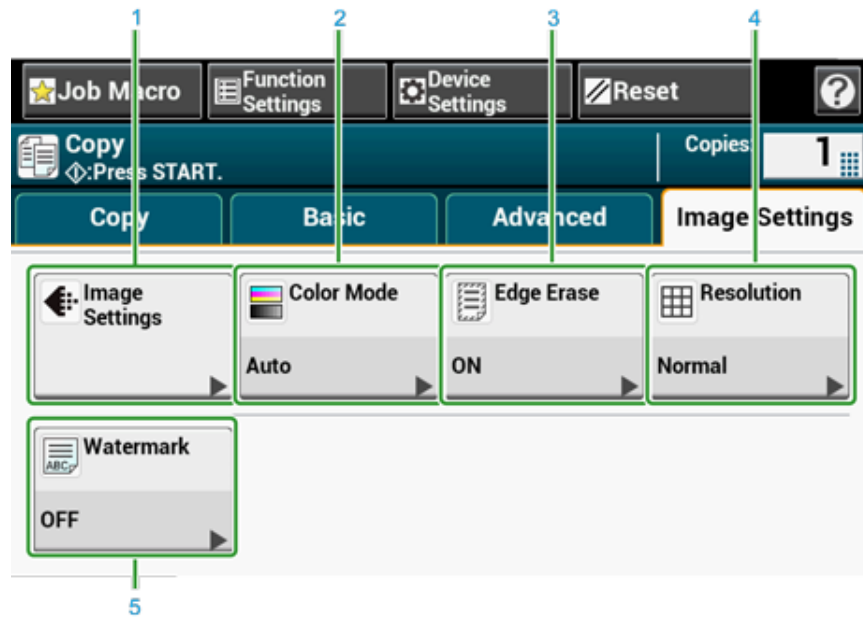 1 2 3 4
Job Macro Function Settings Device Settings Reset ?
Copy
:Press START.
Copies: 1
Copy Basic Advanced Image Settings
Image Settings
Color Mode
Auto
Edge Erase
ON
Resolution
Normal
ABC
Watermark
OFF
5